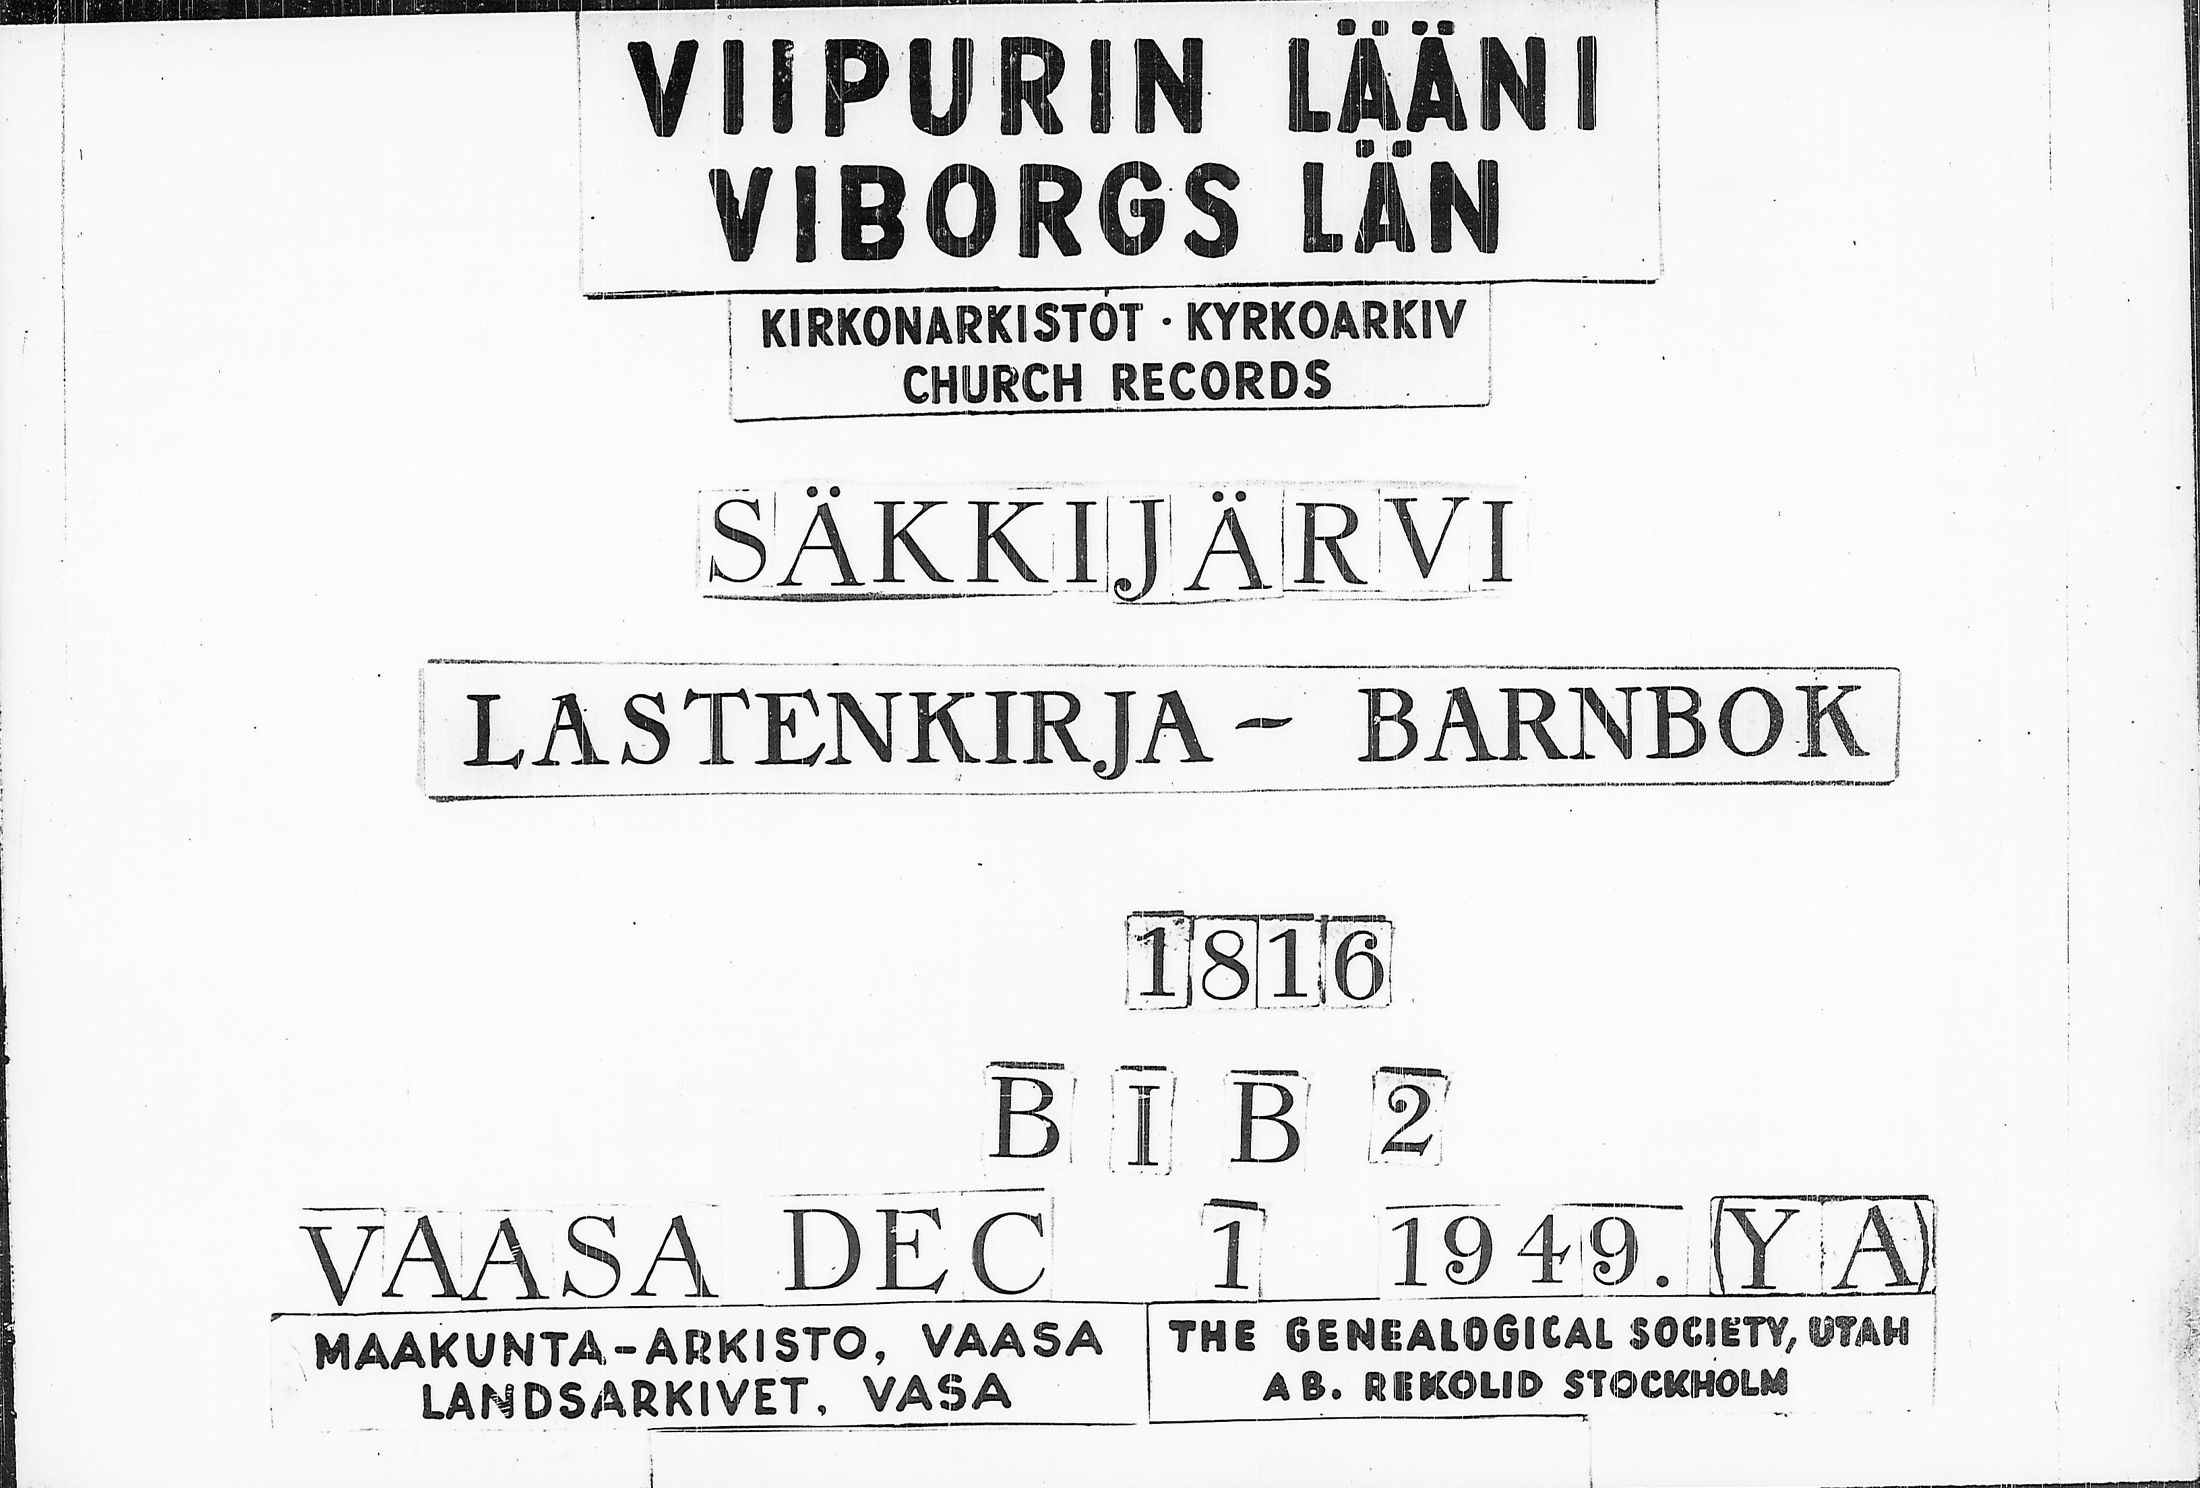 VIIPURIN LÄÄNI
VIBORGS LÄN
KIRKONARKISTOT · KYRKOARKIV
CHURCH RECORDS
SÄKKIJÄRVI
LASTENKIRJA - BARNBOK
1816
B I B 2
VAASA DEC 1 1949. (YA)
MAAKUNTA-ARKISTO, VAASA
LANDSARKIVET, VASA
THE GENEALOGICAL SOCIETY, UTAH
AB. REKOLID STOCKHOLM